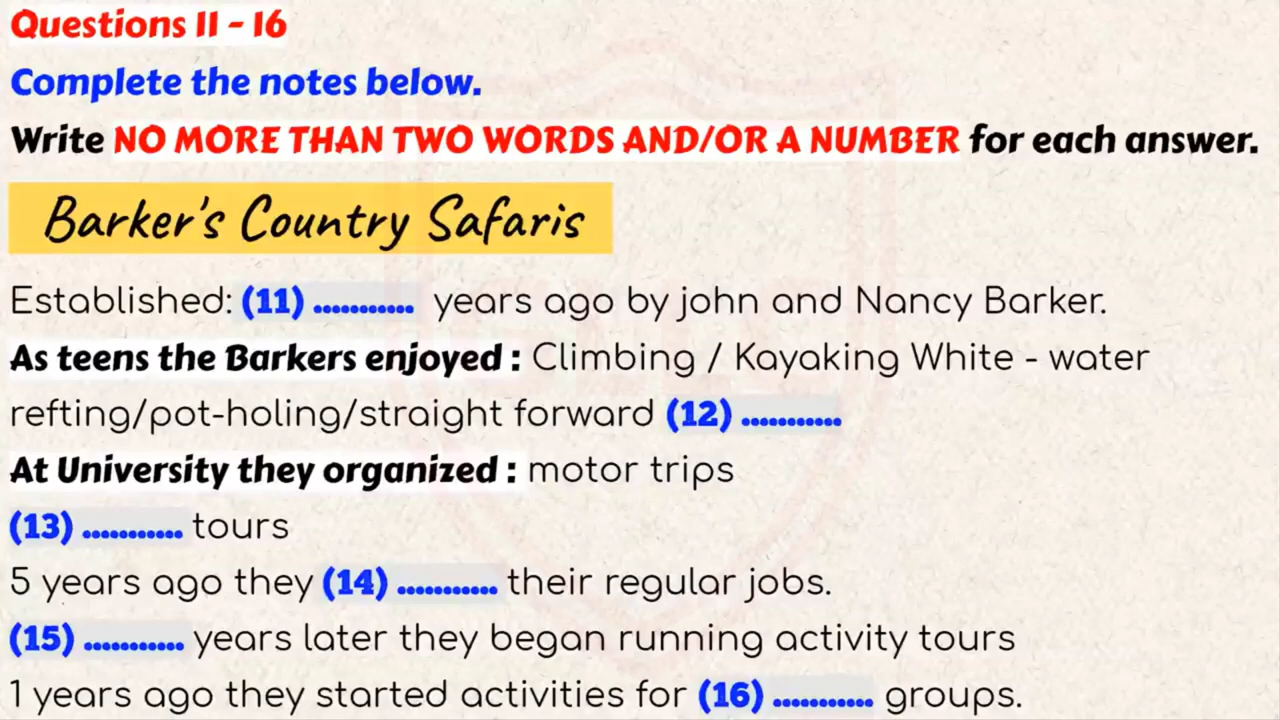 Questions 11 - 16
Complete the notes below.
Write NO MORE THAN TWO WORDS AND/OR A NUMBER for each answer.
Barker's Country Safaris
Established: (11) ........... years ago by john and Nancy Barker.
As teens the Barkers enjoyed : Climbing / Kayaking White - water
refting/pot-holing/straight forward (12) ...........
At University they organized : motor trips
(13) ........... tours
5 years ago they (14) ........... their regular jobs.
(15) ........... years later they began running activity tours
1 years ago they started activities for (16) ........... groups.